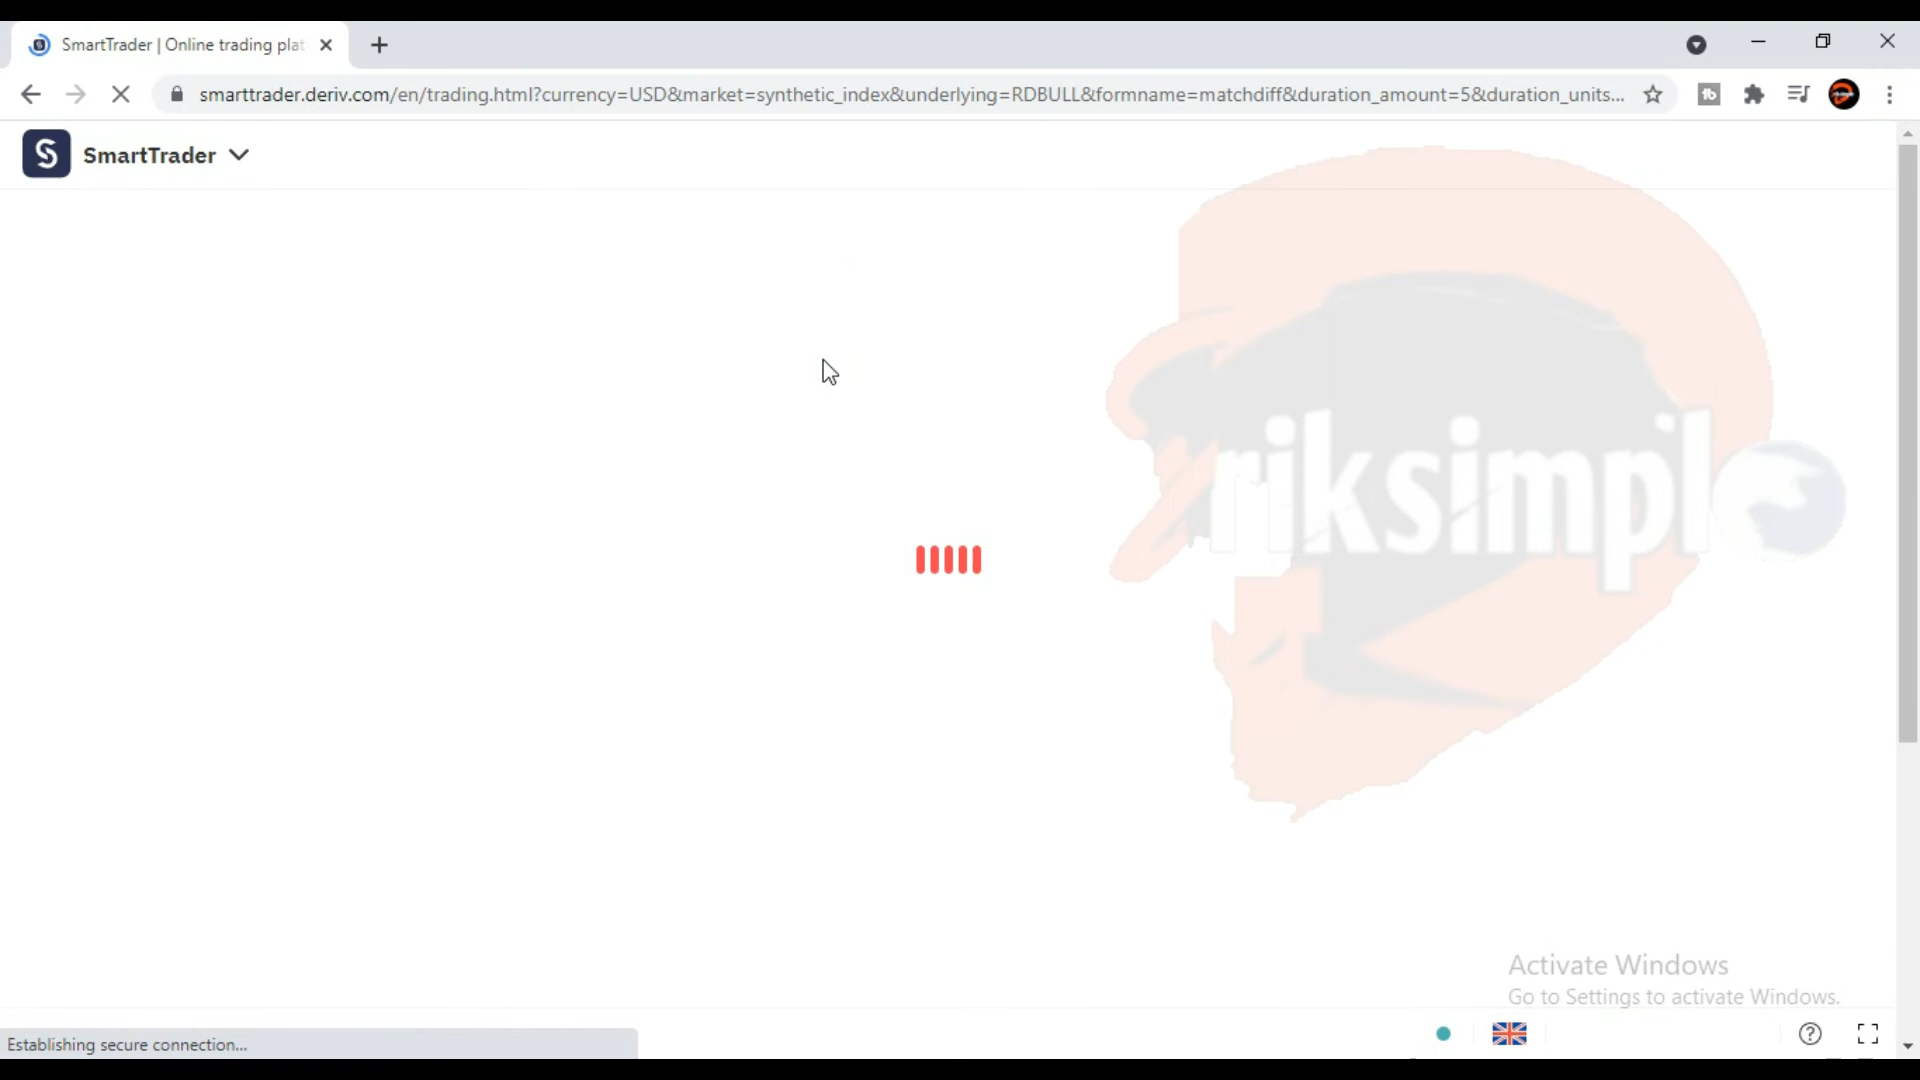 SmartTrader | Online trading plat
smarttrader.deriv.com/en/trading.html?currency=USD&market=synthetic_index&underlying=RDBULL&formname=matchdiff&duration_amount=5&duration_units...
S SmartTrader
riksimpl
Activate Windows
Go to Settings to activate Windows.
Establishing secure connection...